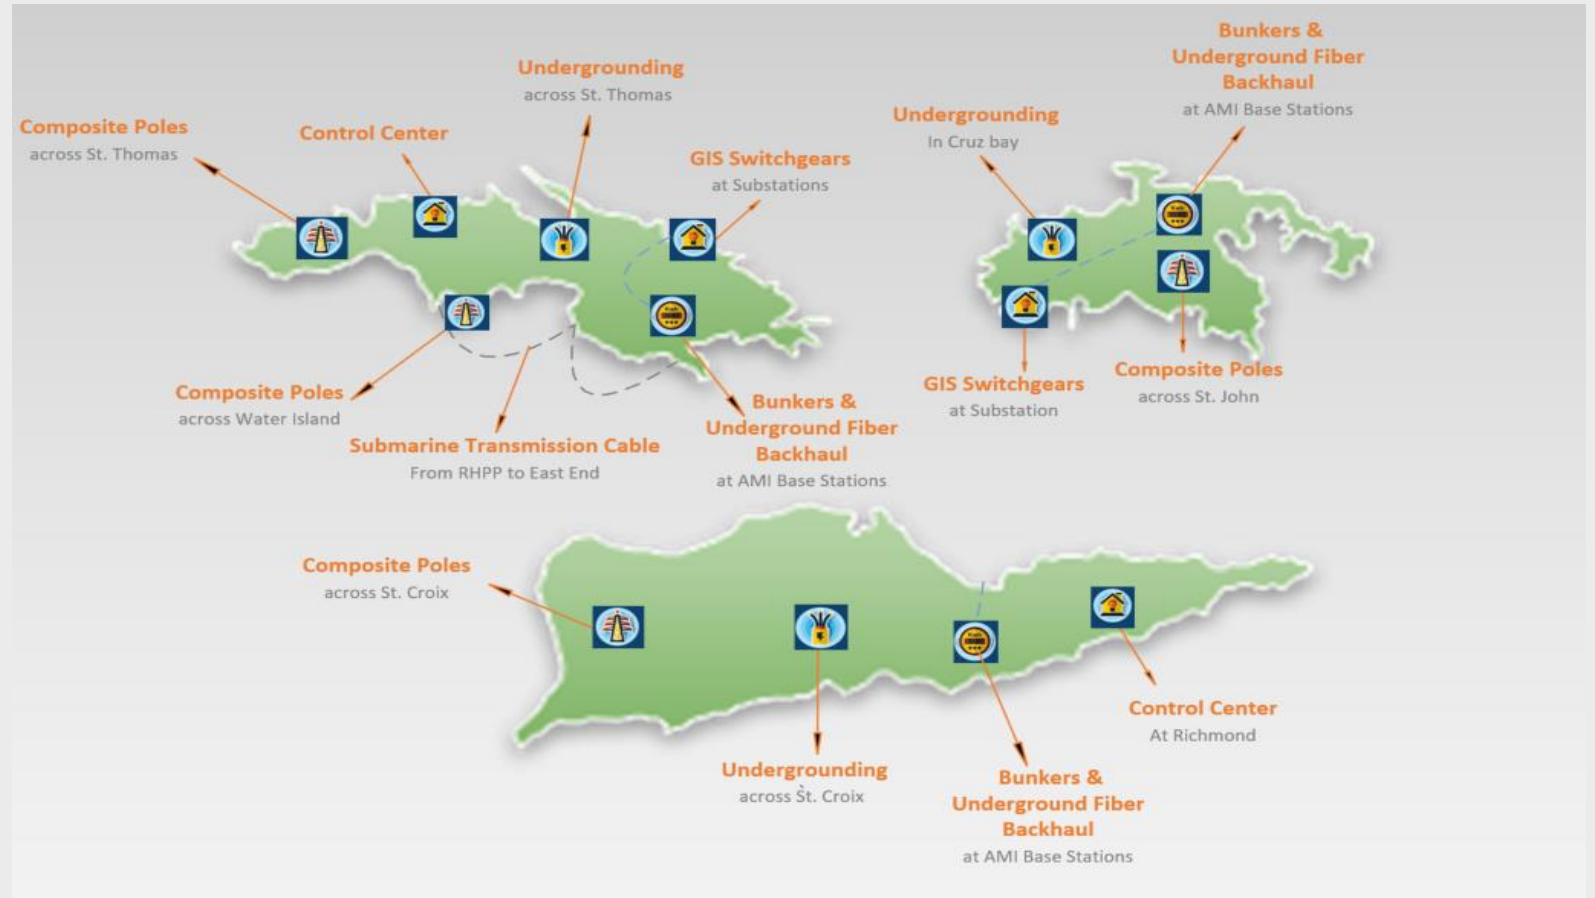 Composite Poles
across St. Thomas
Control Center
Undergrounding
across St. Thomas
GIS Switchgears
at Substations
Composite Poles
across Water Island
Submarine Transmission Cable
From RHPP to East End
Bunkers &
Underground Fiber
Backhaul
at AMI Base Stations
Undergrounding
In Cruz bay
Bunkers &
Underground Fiber
Backhaul
at AMI Base Stations
GIS Switchgears
at Substation
Composite Poles
across St. John
Composite Poles
across St. Croix
Undergrounding
across St. Croix
Bunkers &
Underground Fiber
Backhaul
at AMI Base Stations
Control Center
At Richmond